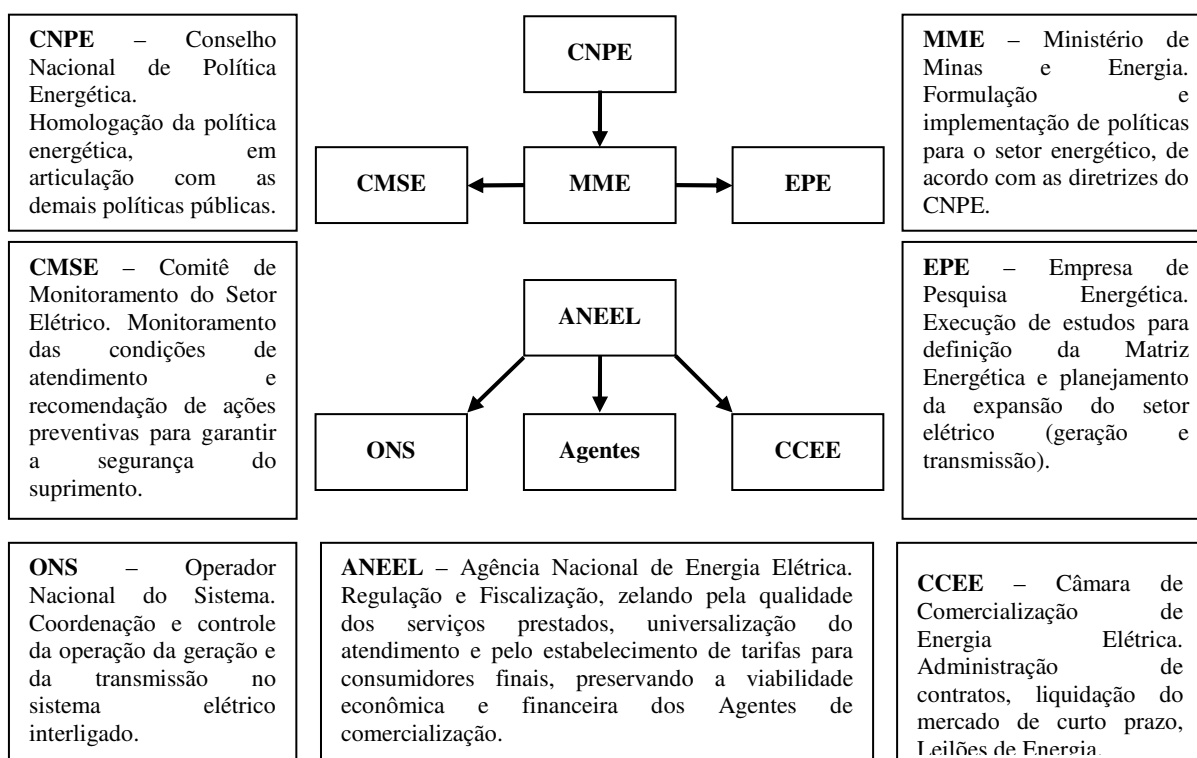 CNPE – Conselho
Nacional de Política
Energética.
Homologação da política
energética, em
articulação com as
demais políticas públicas.
CNPE
CMSE
MME
EPE
MME – Ministério de
Minas e Energia.
Formulação e
implementação de políticas
para o setor energético, de
acordo com as diretrizes do
CNPE.
CMSE – Comitê de
Monitoramento do Setor
Elétrico. Monitoramento
das condições de
atendimento e
recomendação de ações
preventivas para garantir
a segurança do
suprimento.
ANEEL
ONS
Agentes
CCEE
EPE – Empresa de
Pesquisa Energética.
Execução de estudos para
definição da Matriz
Energética e planejamento
da expansão do setor
elétrico (geração e
transmissão).
ONS – Operador
Nacional do Sistema.
Coordenação e controle
da operação da geração e
da transmissão no
sistema elétrico
interligado.
ANEEL – Agência Nacional de Energia Elétrica.
Regulação e Fiscalização, zelando pela qualidade
dos serviços prestados, universalização do
atendimento e pelo estabelecimento de tarifas para
consumidores finais, preservando a viabilidade
econômica e financeira dos Agentes de
comercialização.
CCEE – Câmara de
Comercialização de
Energia Elétrica.
Administração de
contratos, liquidação do
mercado de curto prazo,
Leilões de Energia.